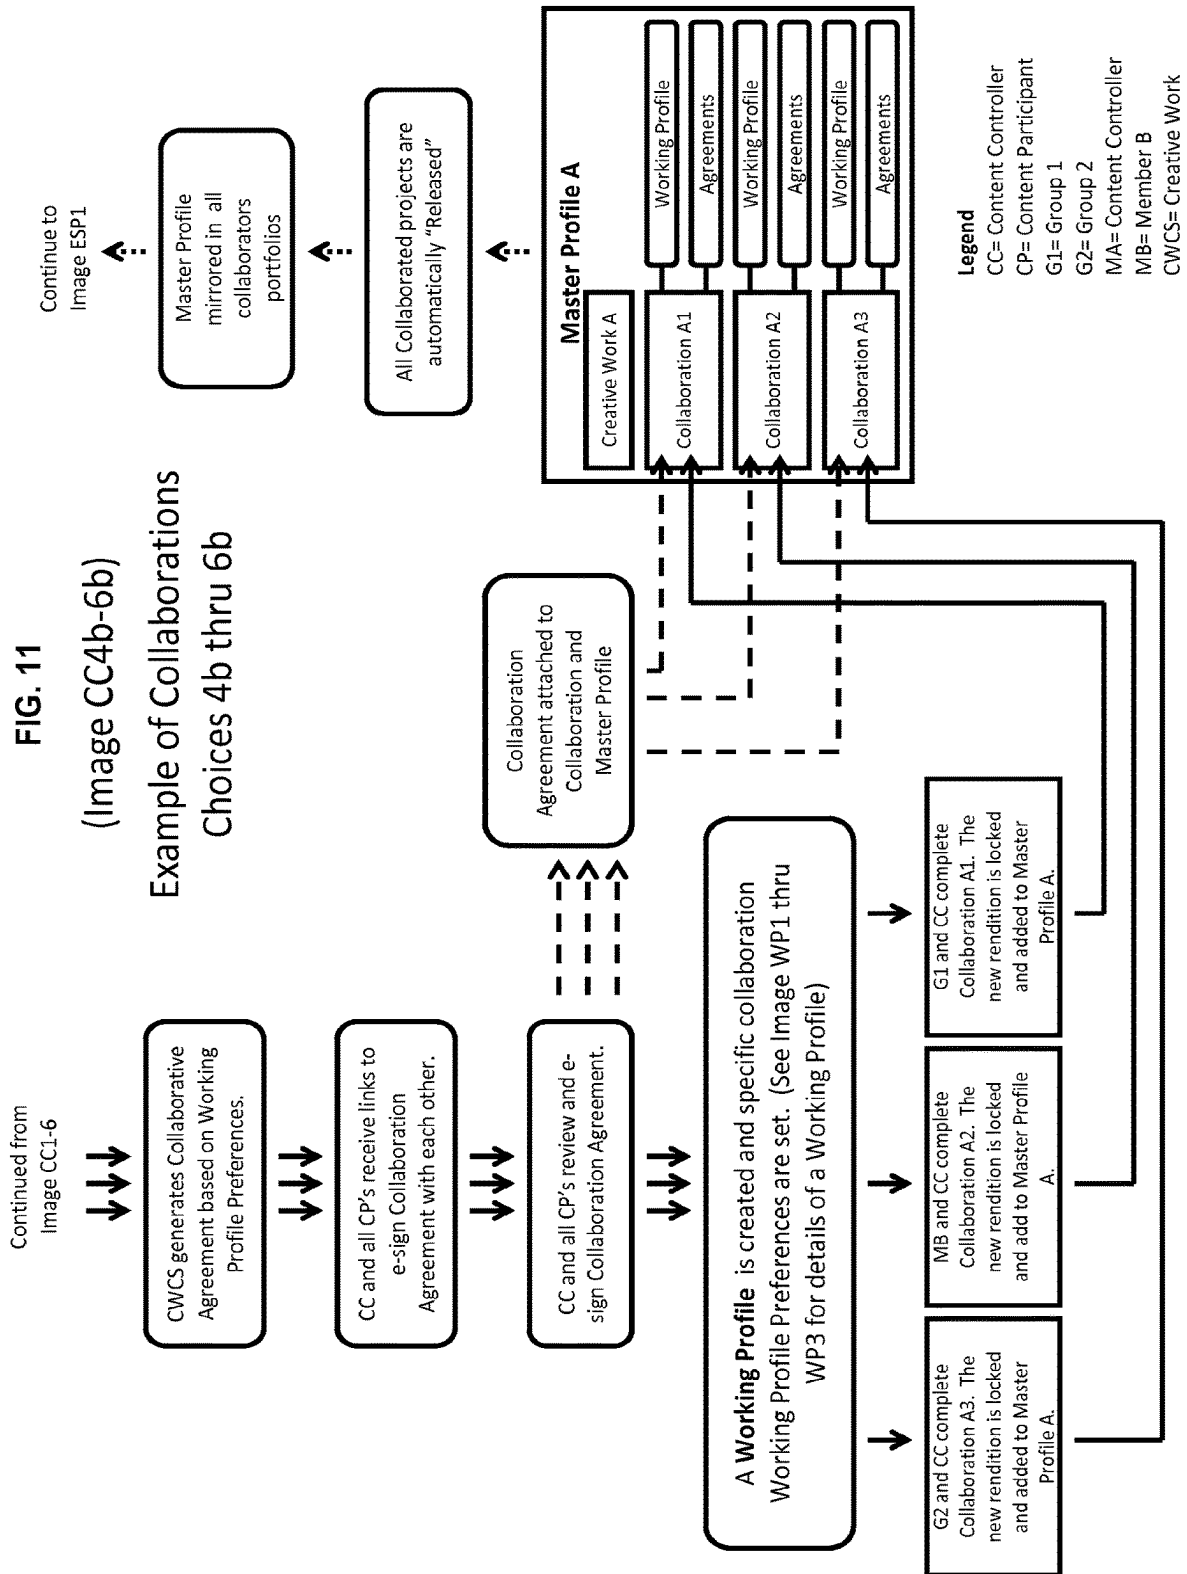 FIG. 11
(Image CC4b-6b)
Example of Collaborations
Choices 4b thru 6b
Continued from
Image CC1-6
CWCS generates Collaborative
Agreement based on Working
Profile Preferences.
CC and all CP's receive links to
e-sign Collaboration
Agreement with each other.
CC and all CP's review and e-
sign Collaboration Agreement.
Collaboration
Agreement attached to
Collaboration and
Master Profile
A Working Profile is created and specific collaboration
Working Profile Preferences are set. (See Image WP1 thru
WP3 for details of a Working Profile)
G2 and CC complete
Collaboration A3. The
new rendition is locked
and added to Master
Profile A.
MB and CC complete
Collaboration A2. The
new rendition is locked
and add to Master Profile
A.
G1 and CC complete
Collaboration A1. The
new rendition is locked
and added to Master
Profile A.
Continue to
Image ESP1
Master Profile
mirrored in all
collaborators
portfolios
All Collaborated projects are
automatically "Released"
Master Profile A
Creative Work A
Collaboration A1
Working Profile
Agreements
Collaboration A2
Working Profile
Agreements
Collaboration A3
Working Profile
Agreements
Legend
CC= Content Controller
CP= Content Participant
G1= Group 1
G2= Group 2
MA= Content Controller
MB= Member B
CWCS= Creative Work